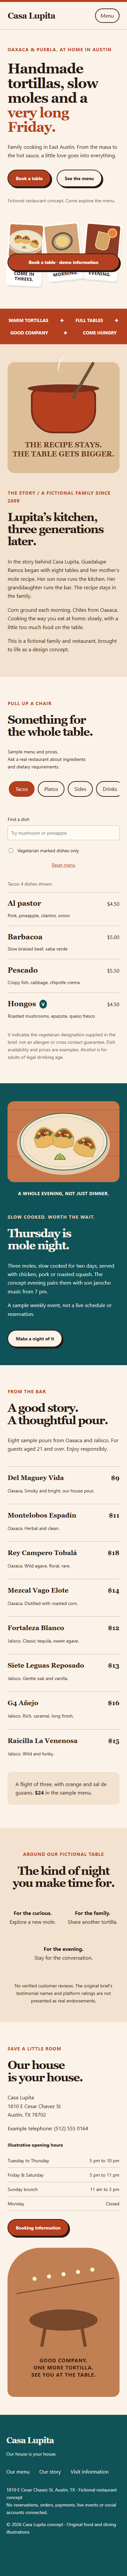 Casa Lupita
Menu
OAXACA & PUEBLA, AT HOME IN AUSTIN
Handmade
tortillas, slow
moles and a
very long
Friday.
Family cooking in East Austin. From the masa to
the hot sauce, a little love goes into everything.
Book a table
See the menu
Fictional restaurant concept. Come explore the menu.
Book a table · demo information
COME IN
THREES.
MORNING.
EVENING.
WARM TORTILLAS
FULL TABLES
GOOD COMPANY
COME HUNGRY
THE RECIPE STAYS.
THE TABLE GETS BIGGER.
THE STORY / A FICTIONAL FAMILY SINCE
2009
Lupita's kitchen,
three generations
later.
In the story behind Casa Lupita, Guadalupe
Ramos began with eight tables and her mother's
mole recipe. Her son now runs the kitchen. Her
granddaughter runs the bar. The recipe stays in
the family.
Corn ground each morning. Chiles from Oaxaca.
Cooking the way you eat at home: slowly, and with
a little too much food on the table.
This is a fictional family and restaurant, brought
to life as a design concept.
PULL UP A CHAIR
Something for
the whole table.
Sample menu and prices.
Ask a real restaurant about ingredients
and dietary requirements.
Tacos
Platos
Sides
Drinks
Find a dish
Try mushroom or pineapple
Vegetarian marked dishes only
Reset menu
Tacos: 4 dishes shown.
Al pastor $4.50
Pork, pineapple, cilantro, onion
Barbacoa $5.00
Slow braised beef, salsa verde
Pescado $5.50
Crispy fish, cabbage, chipotle crema
Hongos V $4.50
Roasted mushrooms, epazote, queso fresco
V indicates the vegetarian designation supplied in the
brief, not an allergen or cross contact guarantee. Dish
availability and prices are examples. Alcohol is for
adults of legal drinking age.
A WHOLE EVENING, NOT JUST DINNER.
SLOW COOKED. WORTH THE WAIT.
Thursday is
mole night.
Three moles, slow cooked for two days, served
with chicken, pork or roasted squash. The
concept evening pairs them with son jarocho
music from 7 pm.
A sample weekly event, not a live schedule or
reservation.
Make a night of it
FROM THE BAR
A good story.
A thoughtful pour.
Eight sample pours from Oaxaca and Jalisco. For
guests aged 21 and over. Enjoy responsibly.
Del Maguey Vida $9
Oaxaca. Smoky and bright, our house pour.
Montelobos Espadín $11
Oaxaca. Herbal and clean.
Rey Campero Tobalá $18
Oaxaca. Wild agave, floral, rare.
Mezcal Vago Elote $14
Oaxaca. Distilled with roasted corn.
Fortaleza Blanco $12
Jalisco. Classic tequila, sweet agave.
Siete Leguas Reposado $13
Jalisco. Gentle oak and vanilla.
G4 Añejo $16
Jalisco. Rich, caramel, long finish.
Raicilla La Venenosa $15
Jalisco. Wild and funky.
A flight of three, with orange and sal de
gusano. $24 in the sample menu.
AROUND OUR FICTIONAL TABLE
The kind of night
you make time for.
For the curious.
Explore a new mole.
For the family.
Share another tortilla.
For the evening.
Stay for the conversation.
No verified customer reviews. The original brief's
testimonial names and platform ratings are not
presented as real endorsements.
SAVE A LITTLE ROOM
Our house
is your house.
Casa Lupita
1810 E Cesar Chavez St
Austin, TX 78702
Example telephone: (512) 555 0164
Illustrative opening hours
Tuesday to Thursday 5 pm to 10 pm
Friday & Saturday 5 pm to 11 pm
Sunday brunch 11 am to 3 pm
Monday Closed
Booking information
GOOD COMPANY.
ONE MORE TORTILLA.
SEE YOU AT THE TABLE.
Casa Lupita
Our house is your house.
Our menu
Our story
Visit information
1810 E Cesar Chavez St, Austin, TX · Fictional restaurant
concept
No reservations, orders, payments, live events or social
accounts connected.
© 2026 Casa Lupita concept · Original food and dining
illustrations